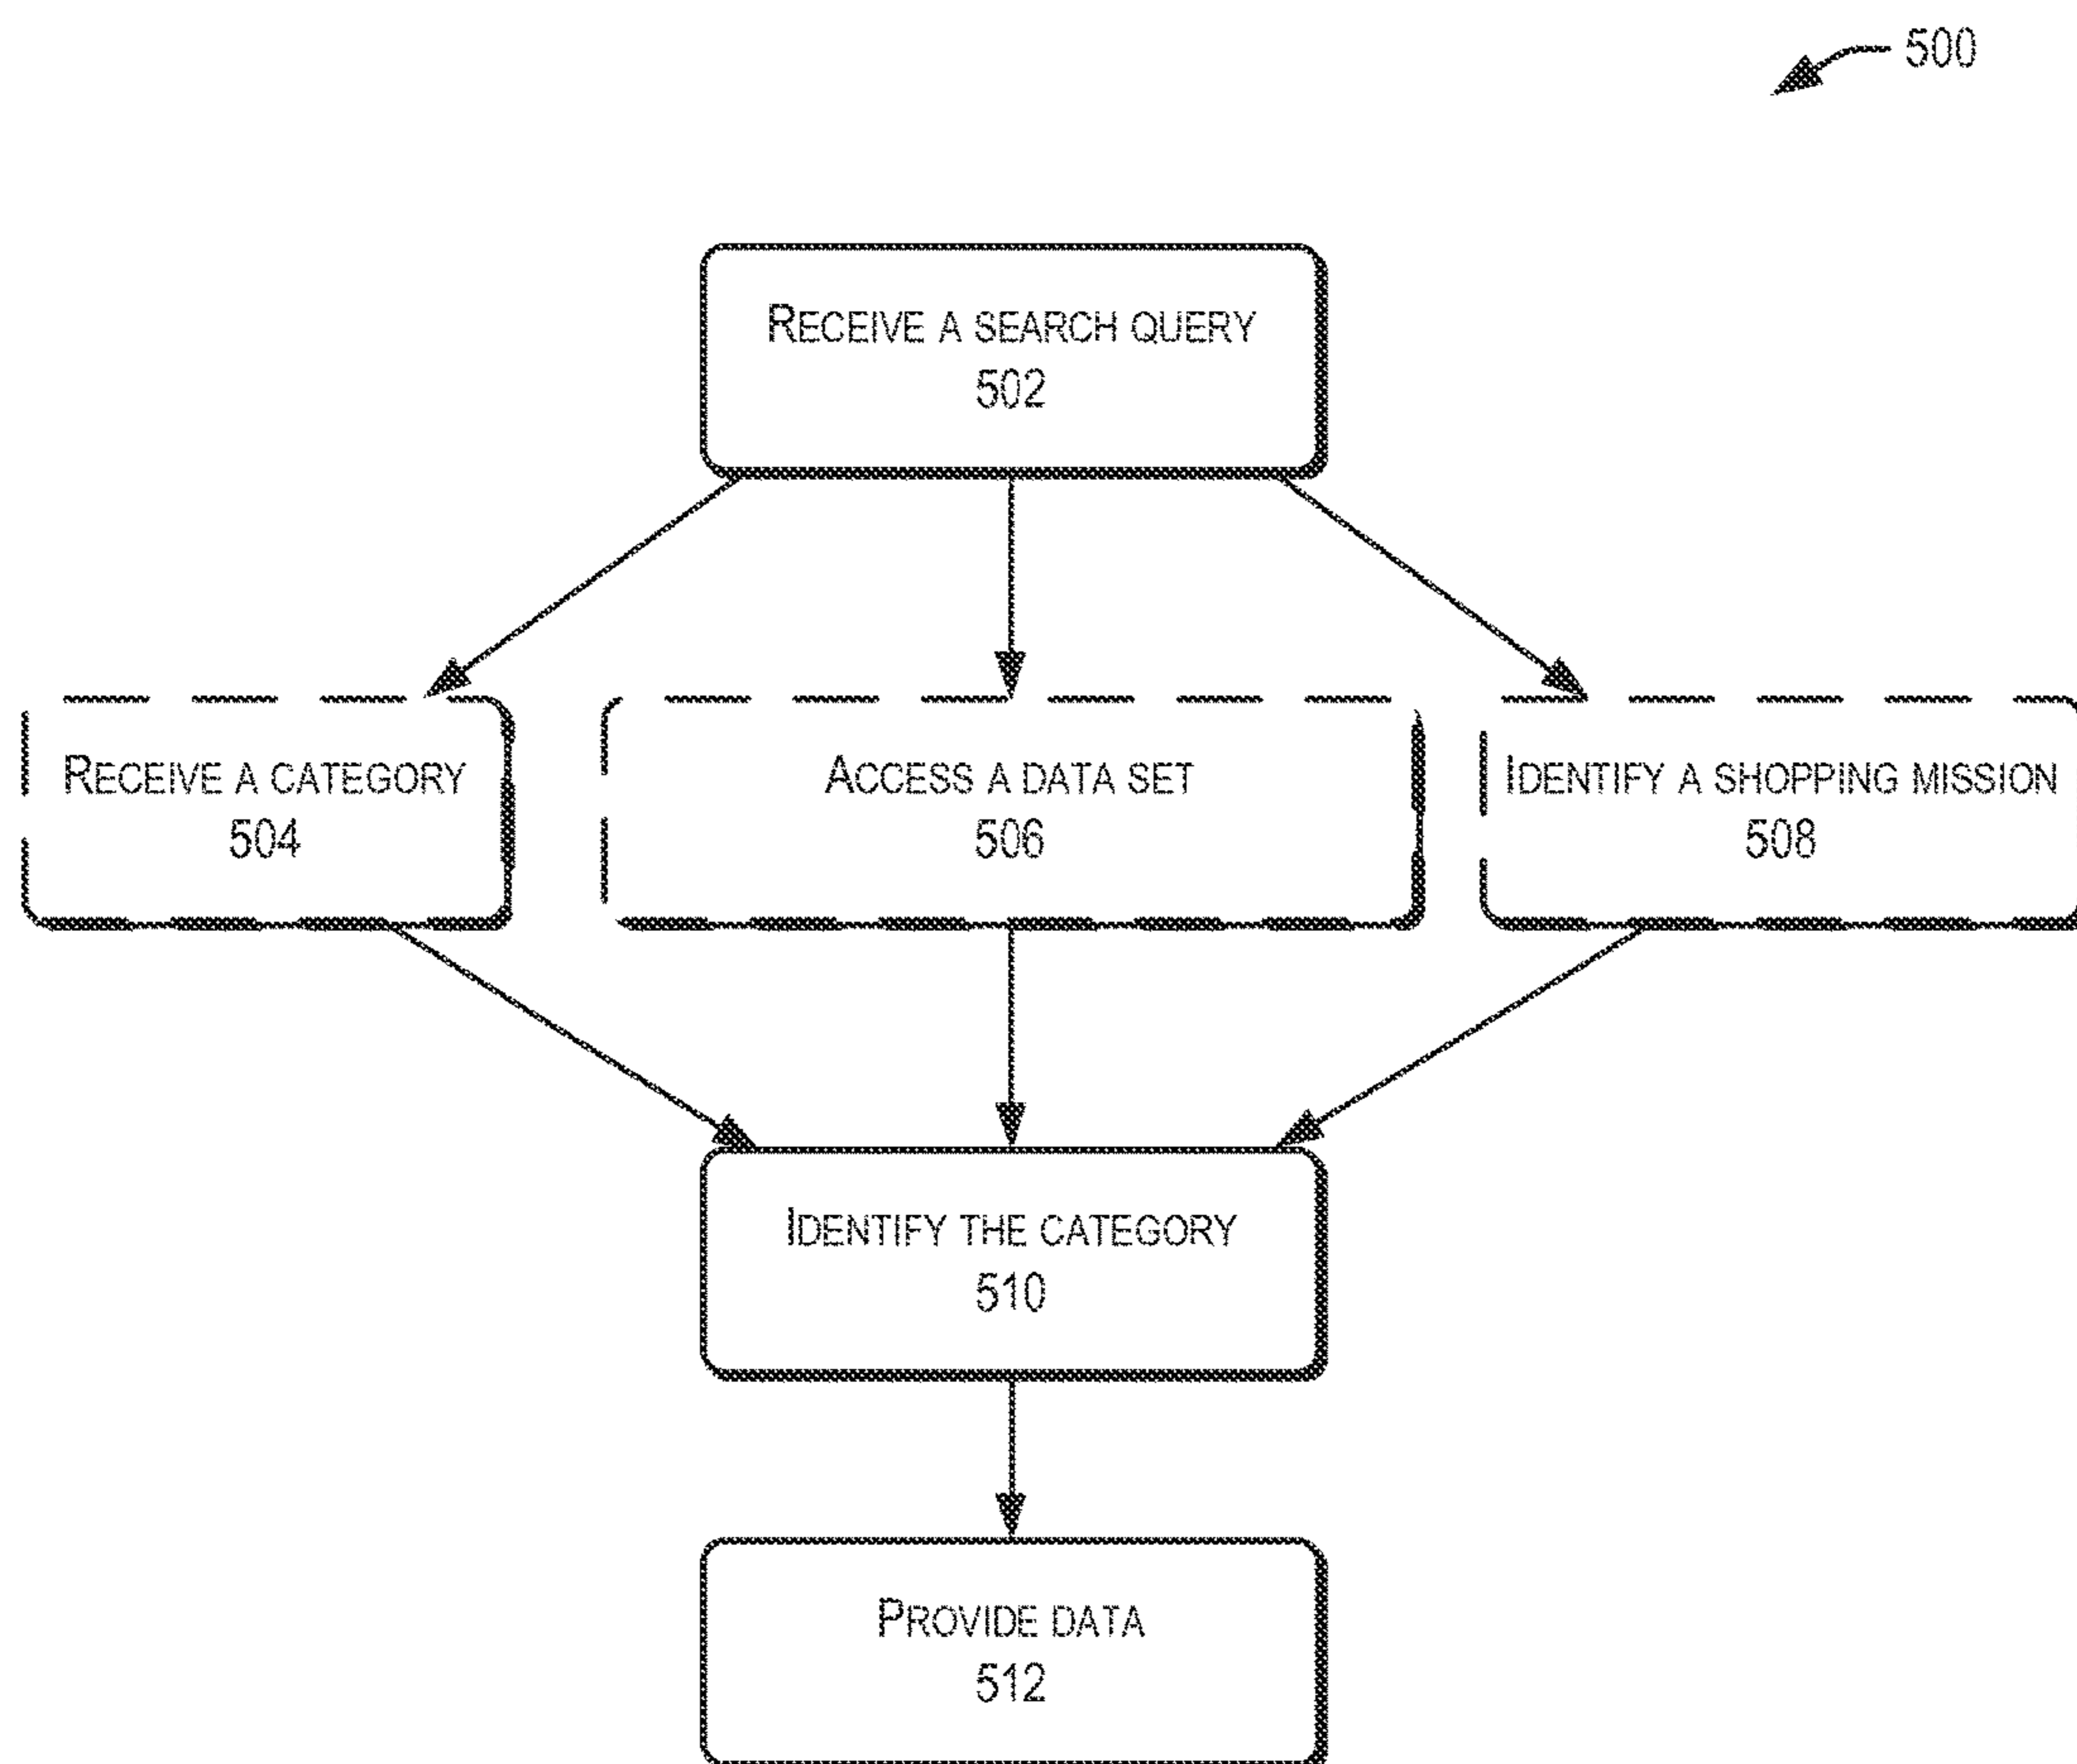 500
RECEIVE A SEARCH QUERY
502
RECEIVE A CATEGORY
504
ACCESS A DATA SET
506
IDENTIFY A SHOPPING MISSION
508
IDENTIFY THE CATEGORY
510
PROVIDE DATA
512